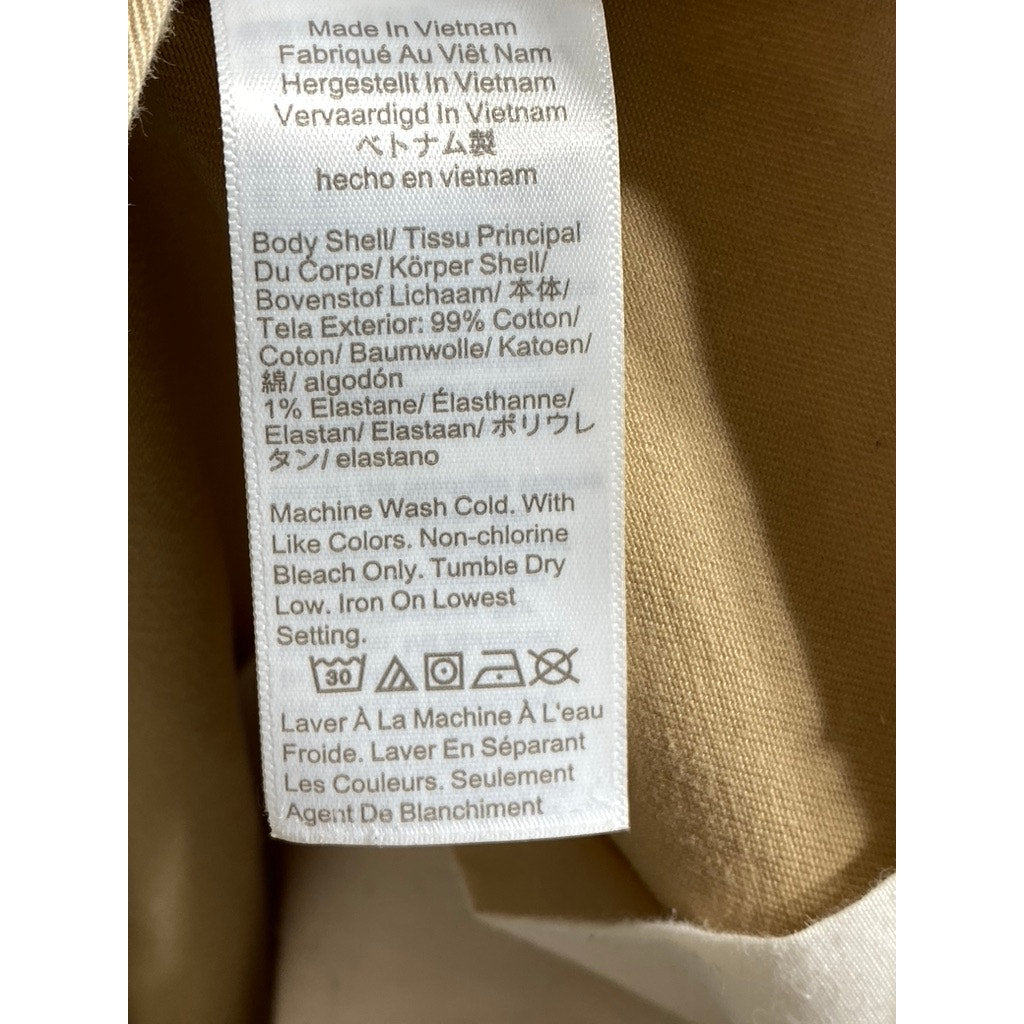 Made In Vietnam
Fabriqué Au Viêt Nam
Hergestellt In Vietnam
Vervaardigd In Vietnam
ベトナム製
hecho en vietnam
Body Shell/ Tissu Principal
Du Corps/ Körper Shell/
Bovenstof Lichaam/ 本体/
Tela Exterior: 99% Cotton/
Coton/ Baumwolle/ Katoen/
綿/ algodón
1% Elastane/ Élasthanne/
Elastan/ Elastaan/ ポリウレ
タン/ elastano
Machine Wash Cold. With
Like Colors. Non-chlorine
Bleach Only. Tumble Dry
Low. Iron On Lowest
Setting.
30
Laver À La Machine À L'eau
Froide. Laver En Séparant
Les Couleurs. Seulement
Agent De Blanchiment